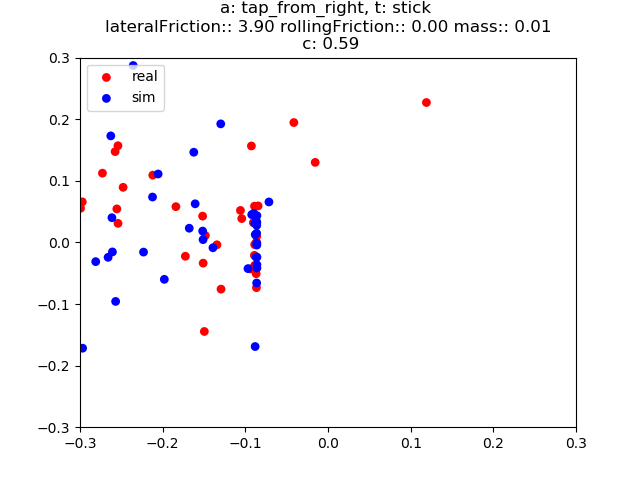 a: tap_from_right, t: stick
lateralFriction:: 3.90 rollingFriction:: 0.00 mass:: 0.01
c: 0.59
real
sim
0.3
0.2
0.1
0.0
−0.1
−0.2
−0.3
−0.3 −0.2 −0.1 0.0 0.1 0.2 0.3